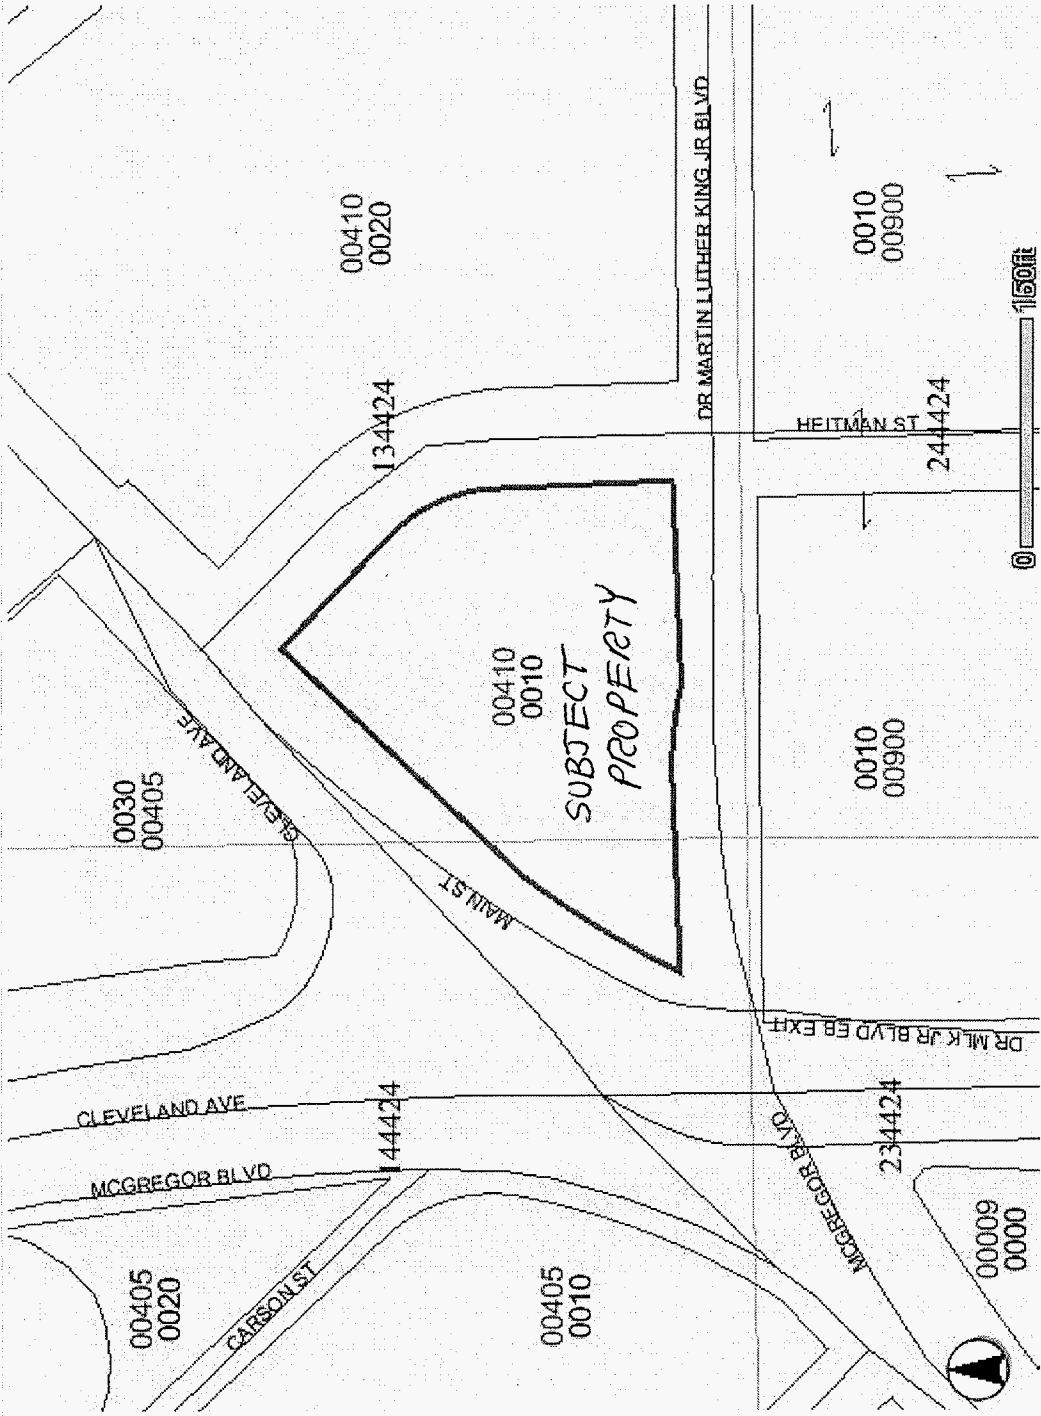 00410
0020
134424
DR MARTIN LUTHER KING JR BLVD
0010
00900
HEITMAN ST
244424
0
150ft
CLEVELAND AVE
0030
00405
MAIN ST
00410
0010
SUBJECT
PROPERTY
0010
00900
DR MLK JR BLVD EB EXIT
CLEVELAND AVE
144424
MCGREGOR BLVD
234424
MCGREGOR BLVD
CARSON ST
00405
0020
00405
0010
00009
0000